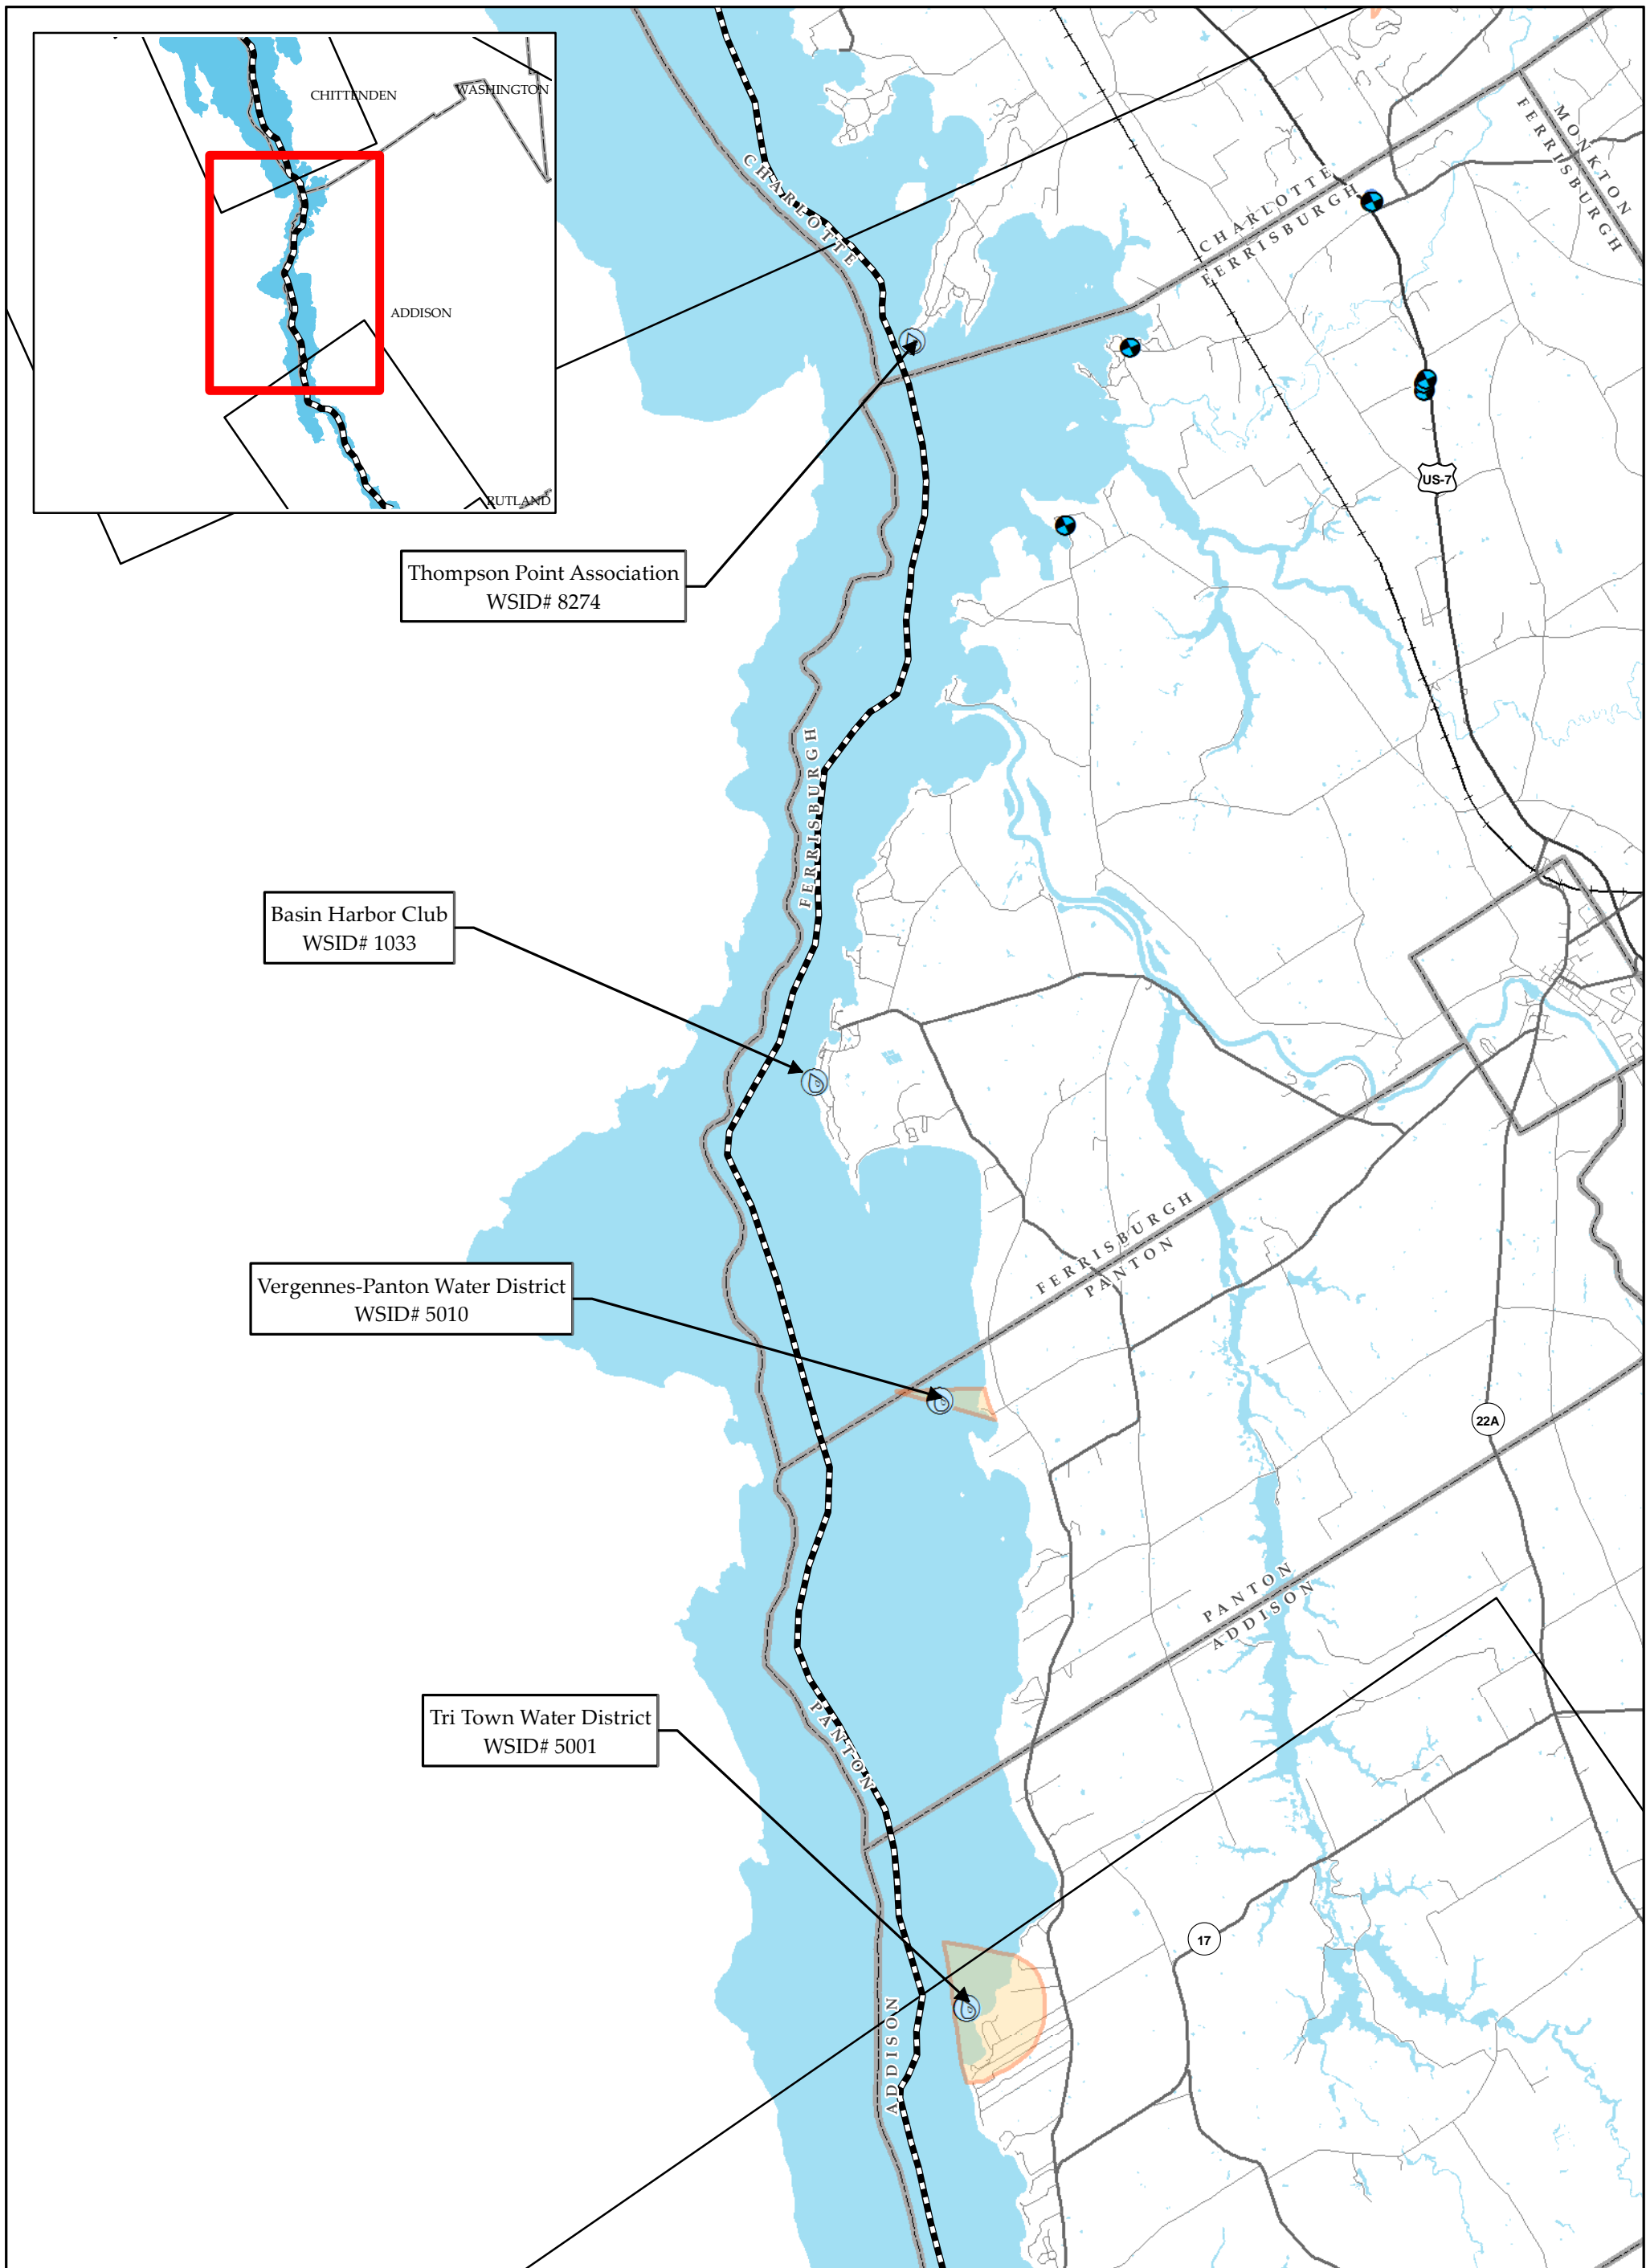 CHITTENDEN
WASHINGTON
ADDISON
RUTLAND
CHARLOTTE
CHARLOTTE
FERRISBURGH
MONKTON
FERRISBURGH
US-7
Thompson Point Association
WSID# 8274
FERRISBURGH
Basin Harbor Club
WSID# 1033
FERRISBURGH
PANTON
Vergennes-Panton Water District
WSID# 5010
22A
PANTON
ADDISON
PANTON
Tri Town Water District
WSID# 5001
17
ADDISON